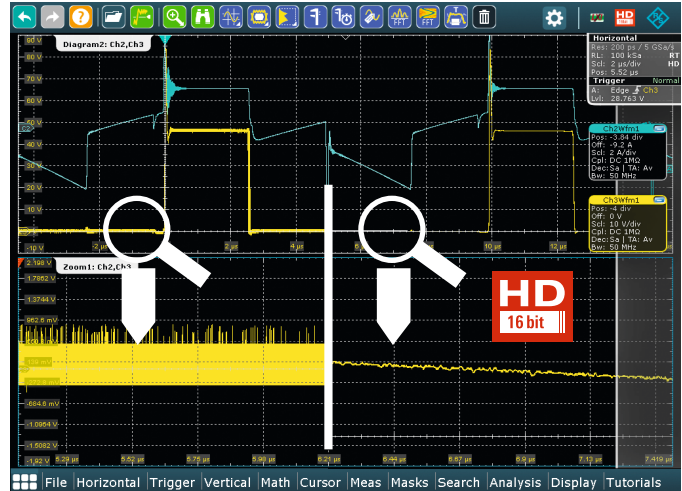 FFT
FFT
HD
90 V
80 V
70 V
60 V
50 V
40 V
30 V
20 V
10 V
-10 V
Diagram2: Ch2,Ch3
C2
-2 µs
2 µs
4 µs
10 µs
12 µs
Horizontal
Res: 200 ps / 5 GSa/s
RL: 100 kSa RT
Scl: 2 µs/div HD
Pos: 5.52 µs
Trigger Normal
A: Edge Ch3
Lvl: 28.763 V
Ch2Wfm1
Pos: -3.84 div
Off: -9.2 A
Scl: 2 A/div
Cpl: DC 1MΩ
Dec:Sa | TA: Av
Bw: 50 MHz
Ch3Wfm1
Pos: -4 div
Off: 0 V
Scl: 10 V/div
Cpl: DC 1MΩ
Dec:Sa | TA: Av
Bw: 50 MHz
2.198 V
Zoom1: Ch2,Ch3
1.7862 V
1.3744 V
962.6 mV
-684.6 mV
-1.0964 V
-1.5082 V
-1.92 V
5.29 µs
5.52 µs
5.75 µs
5.98 µs
6.21 µs
6.44 µs
6.67 µs
6.9 µs
7.13 µs
7.419 µs
HD
16 bit
File Horizontal Trigger Vertical Math Cursor Meas Masks Search Analysis Display Tutorials